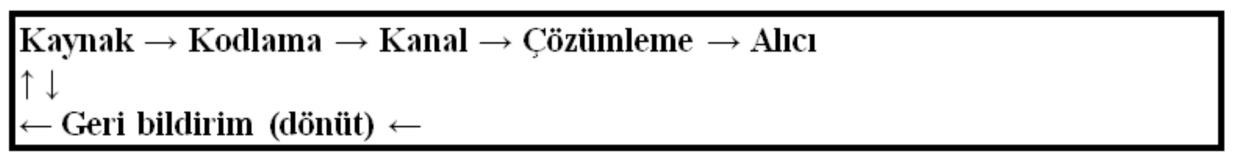 Kaynak → Kodlama → Kanal → Çözümleme → Alıcı
↑ ↓
← Geri bildirim (dönüt) ←